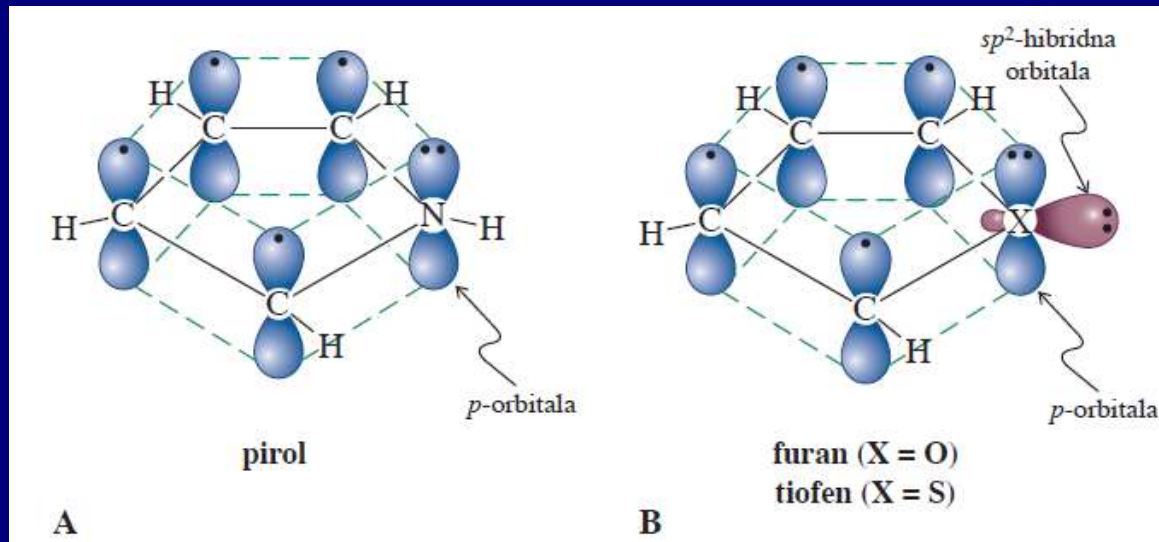 H
H
C
C
H
C
N
H
C
H
p-orbitala
pirol
A
sp²-hibridna
orbitala
H
H
C
C
H
C
X
C
H
p-orbitala
furan (X = O)
tiofen (X = S)
B